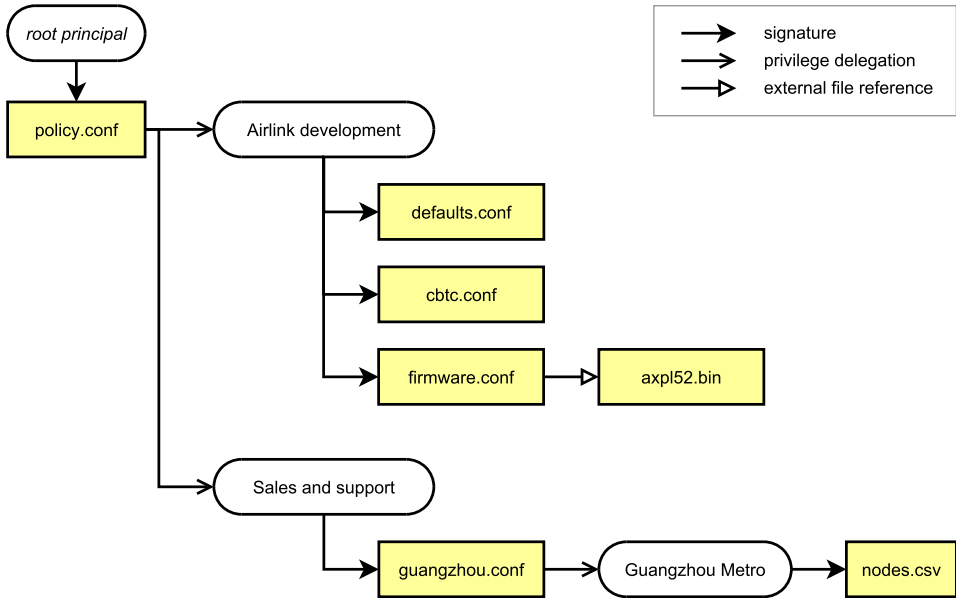 root principal
signature
privilege delegation
external file reference
policy.conf
Airlink development
defaults.conf
cbtc.conf
firmware.conf
axpl52.bin
Sales and support
guangzhou.conf
Guangzhou Metro
nodes.csv